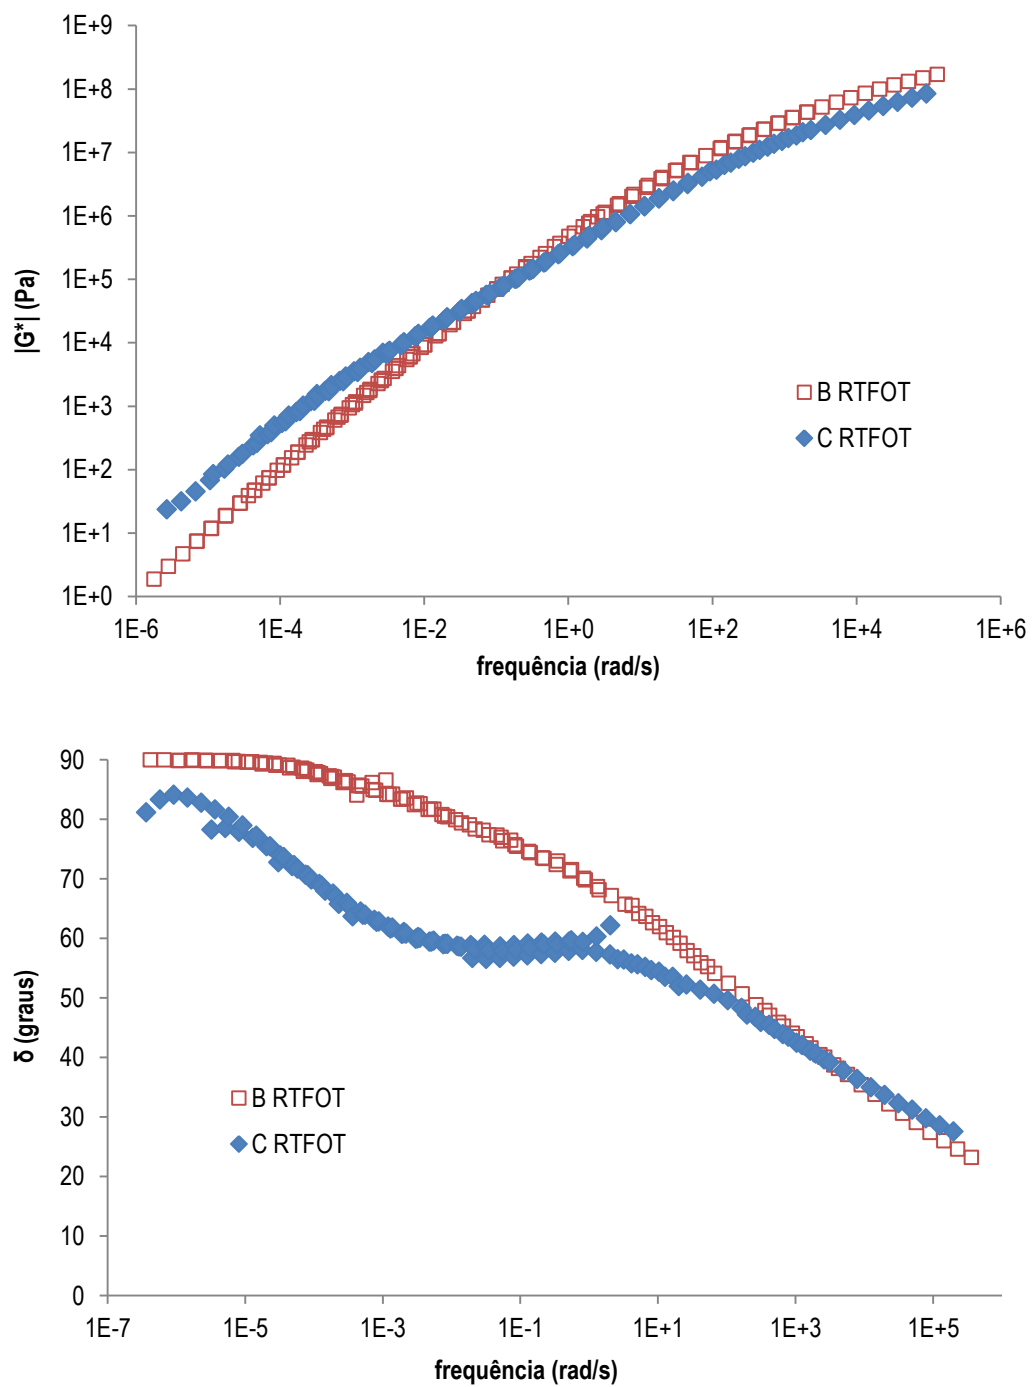 1E+9
1E+8
1E+7
1E+6
1E+5
1E+4
1E+3
1E+2
1E+1
1E+0
|G*| (Pa)
B RTFOT
C RTFOT
1E-6 1E-4 1E-2 1E+0 1E+2 1E+4 1E+6
frequência (rad/s)
90
80
70
60
50
40
30
20
10
0
δ (graus)
B RTFOT
C RTFOT
1E-7 1E-5 1E-3 1E-1 1E+1 1E+3 1E+5
frequência (rad/s)